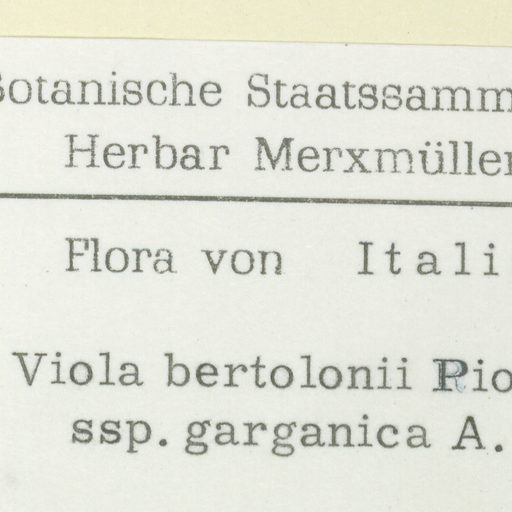 Botanische Staatssamm
Herbar Merxmüller
Flora von Itali
Viola bertolonii Pio
ssp. garganica A.